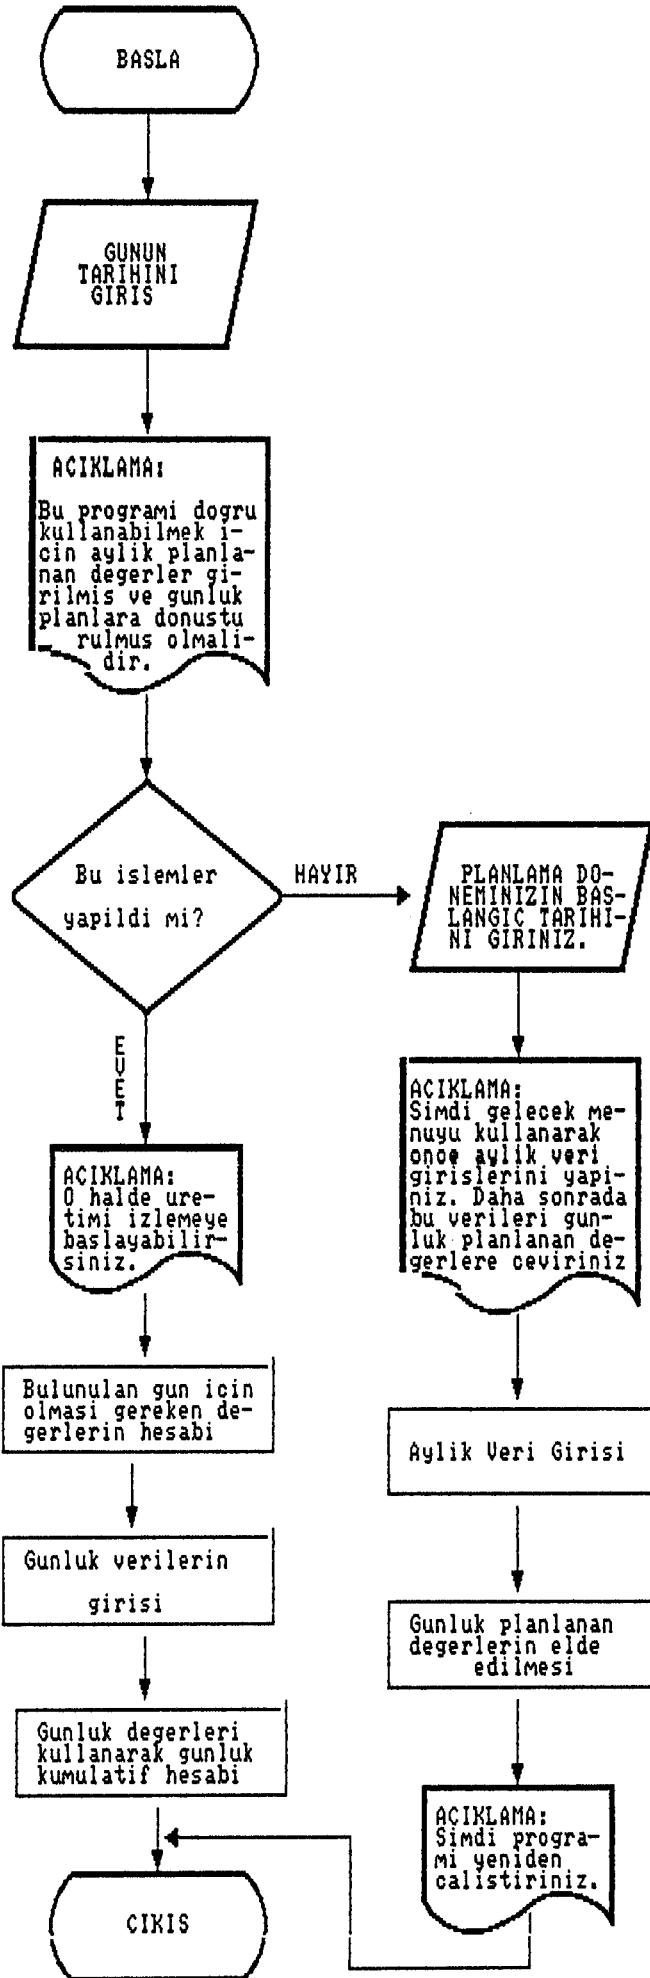 BASLA
GUNUN
TARIHINI
GIRIS
ACIKLAMA:
Bu programi dogru
kullanabilmek i-
cin aylik planla-
nan degerler gi-
rilmis ve gunluk
planlara donustu
rulmus olmali-
dir.
Bu islemler
yapildi mi?
HAYIR
EVET
PLANLAMA DO-
NEMINIZIN BAS-
LANGIC TARIHI-
NI GIRINIZ.
ACIKLAMA:
Simdi gelecek me-
nuyu kullanarak
once aylik veri
girislerini yapi-
niz. Daha sonrada
bu verileri gun-
luk planlanan de-
gerlere ceviriniz
ACIKLAMA:
O halde ure-
timi izlemeye
baslayabilir-
siniz.
Bulunulan gun icin
olmasi gereken de-
gerlerin hesabi
Aylik Veri Girisi
Gunluk verilerin
girisi
Gunluk planlanan
degerlerin elde
edilmesi
Gunluk degerleri
kullanarak gunluk
kumulatif hesabi
ACIKLAMA:
Simdi progra-
mi yeniden
calistiriniz.
CIKIS